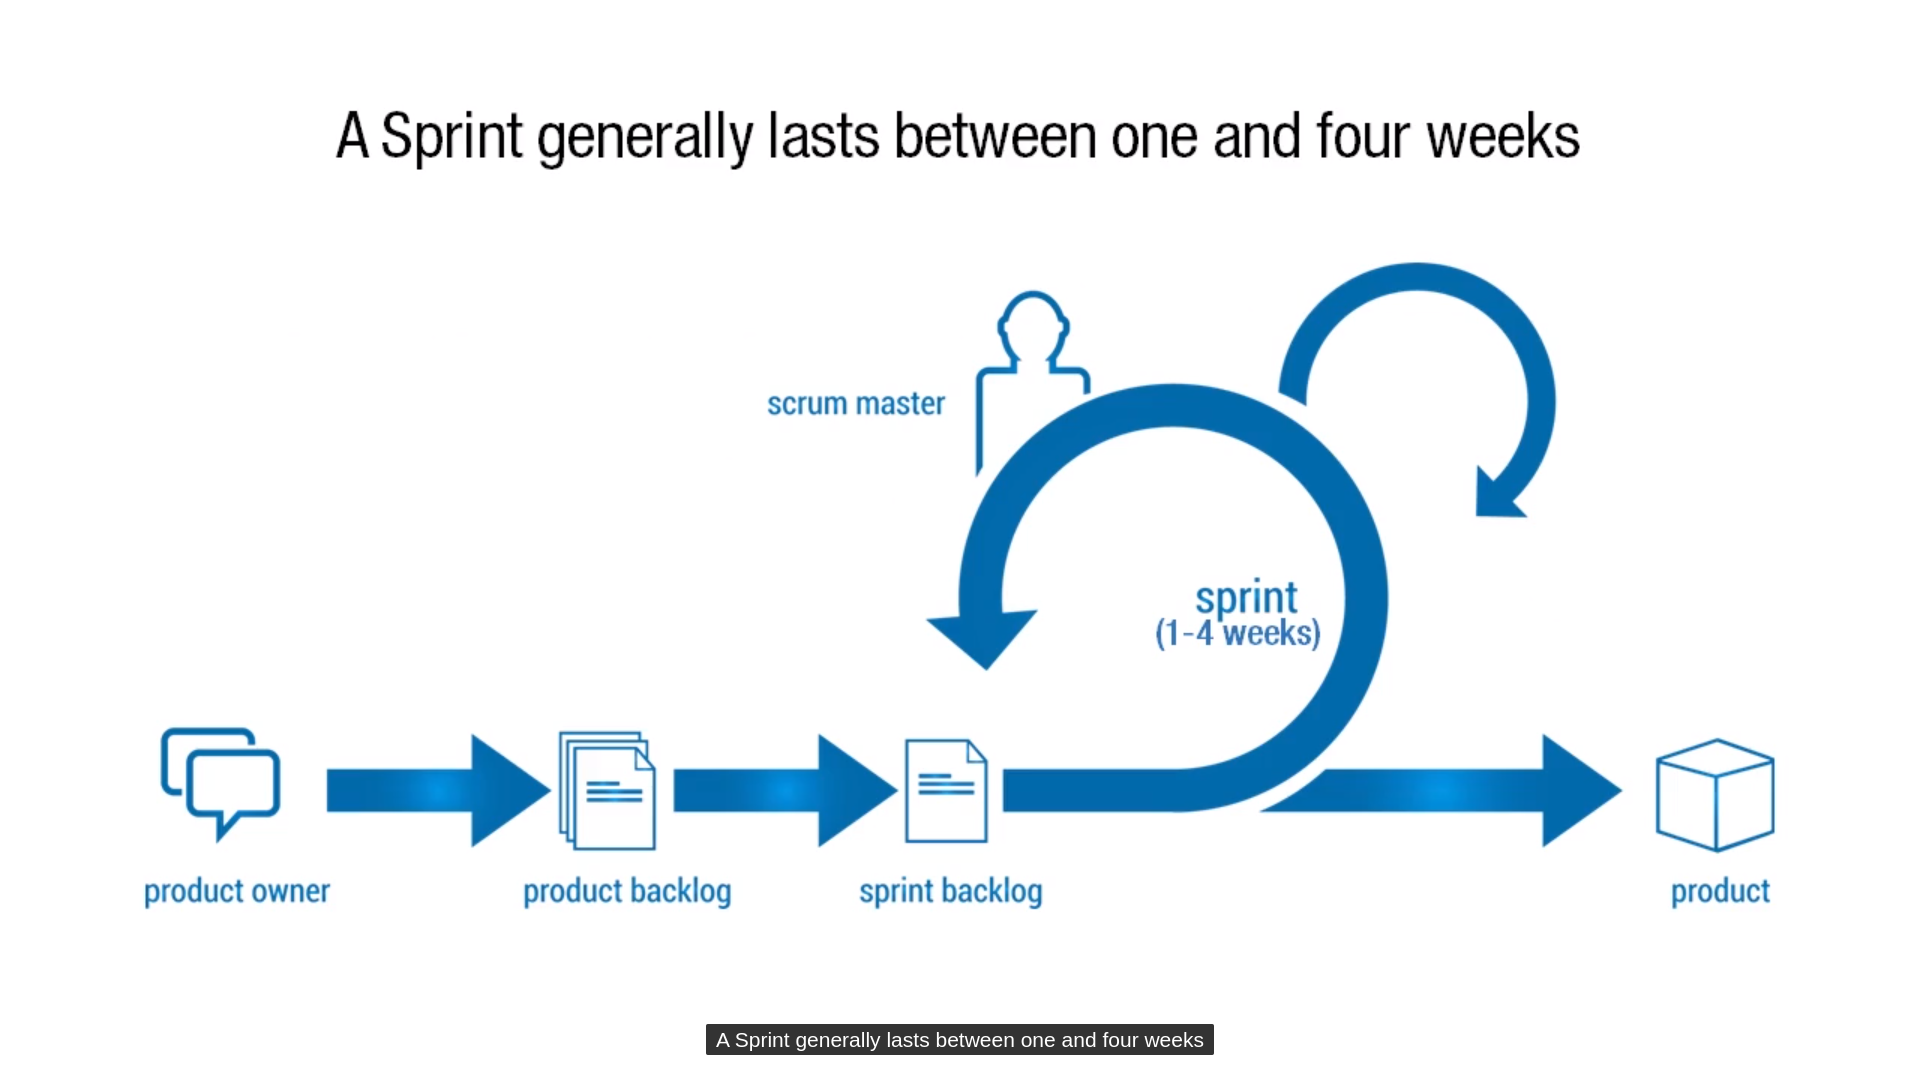 A Sprint generally lasts between one and four weeks
scrum master
sprint
(1-4 weeks)
product owner
product backlog
sprint backlog
product
A Sprint generally lasts between one and four weeks